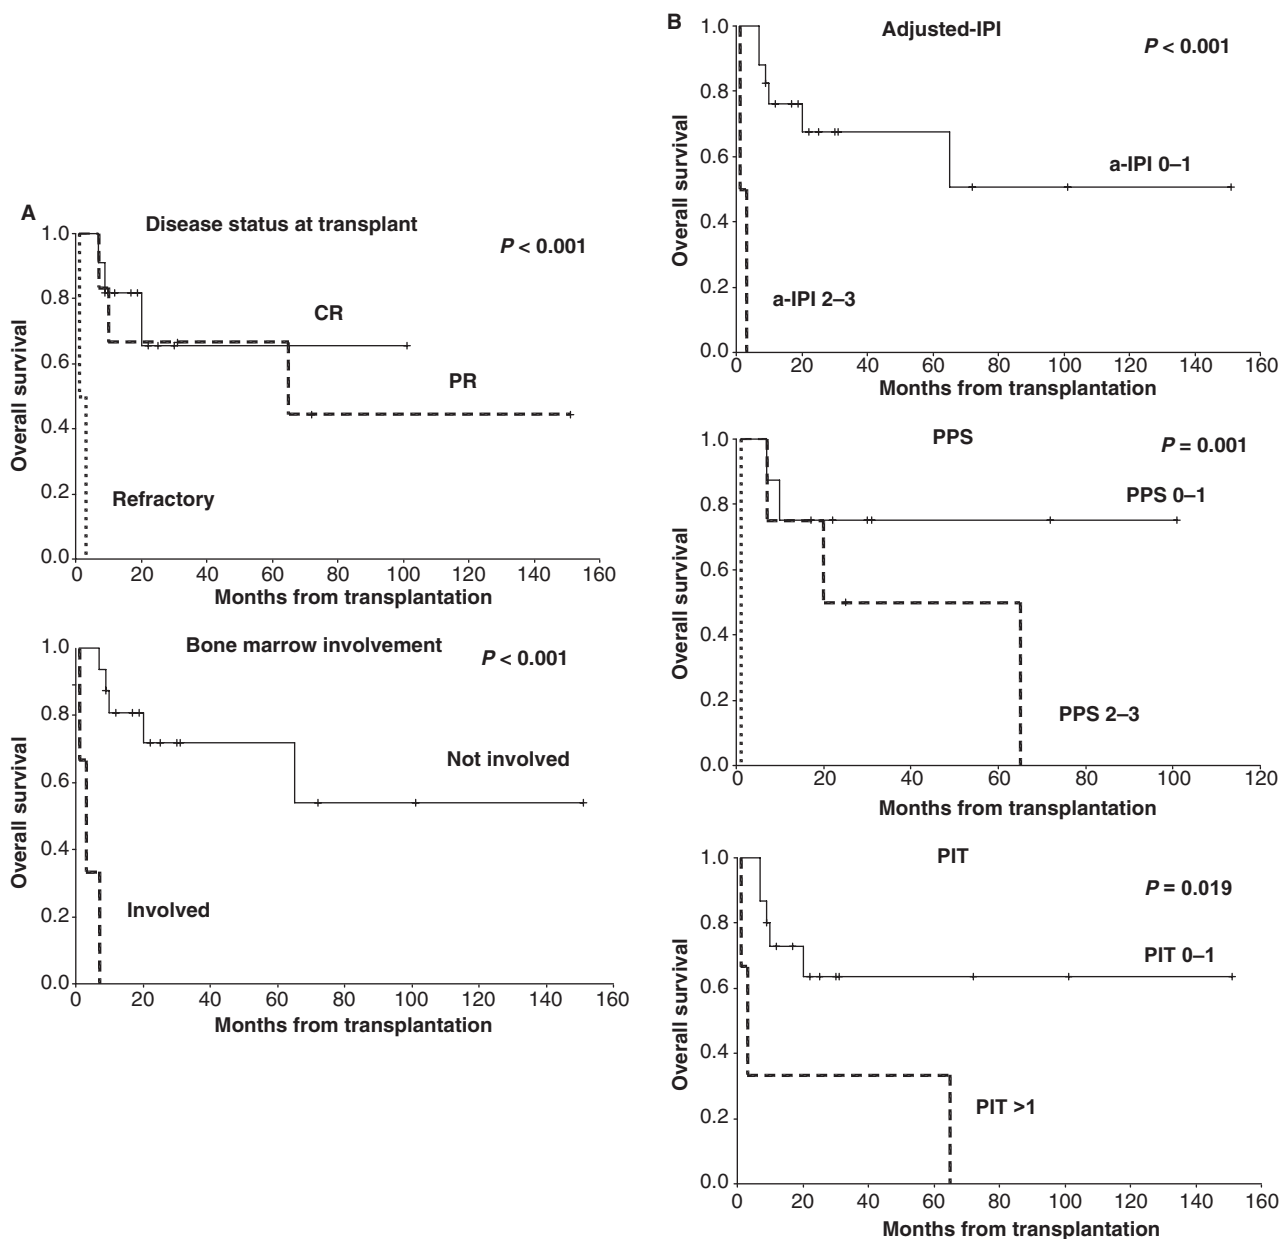 A
Disease status at transplant
P < 0.001
1.0
0.8
0.6
0.4
0.2
0.0
Overall survival
CR
PR
Refractory
0 20 40 60 80 100 120 140 160
Months from transplantation
Bone marrow involvement
P < 0.001
1.0
0.8
0.6
0.4
0.2
0.0
Overall survival
Not involved
Involved
0 20 40 60 80 100 120 140 160
Months from transplantation
B
Adjusted-IPI
P < 0.001
1.0
0.8
0.6
0.4
0.2
0.0
Overall survival
a-IPI 0–1
a-IPI 2–3
0 20 40 60 80 100 120 140 160
Months from transplantation
PPS
P = 0.001
1.0
0.8
0.6
0.4
0.2
0.0
Overall survival
PPS 0–1
PPS 2–3
0 20 40 60 80 100 120
Months from transplantation
PIT
P = 0.019
1.0
0.8
0.6
0.4
0.2
0.0
Overall survival
PIT 0–1
PIT >1
0 20 40 60 80 100 120 140 160
Months from transplantation